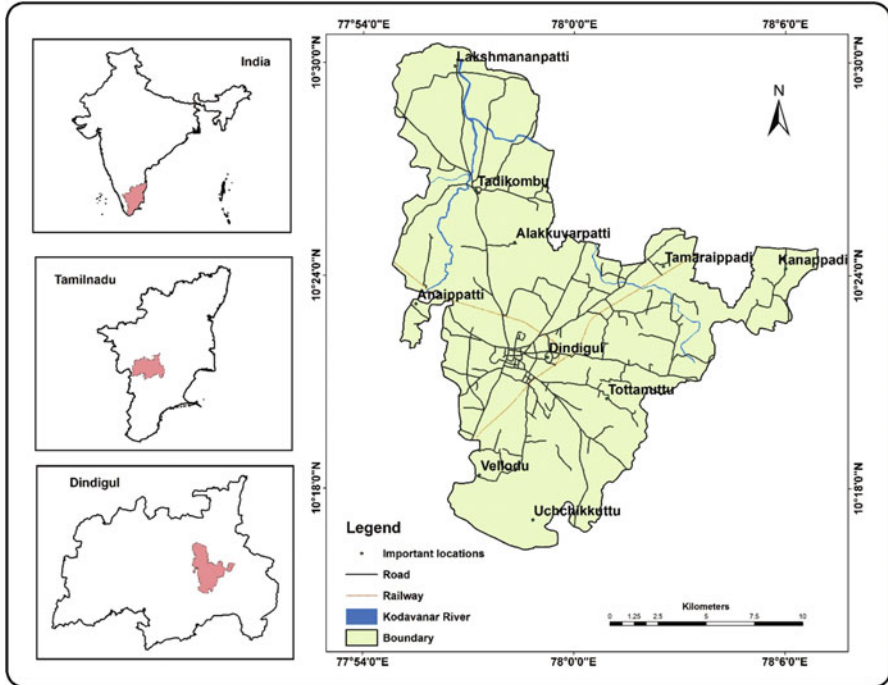 India
Tamilnadu
Dindigul
77°54'0"E 78°0'0"E 78°6'0"E
10°30'0"N 10°30'0"N
10°24'0"N 10°24'0"N
10°18'0"N 10°18'0"N
N
Lakshmananpatti
Tadikombu
Alakkuvarpatti
Tamaraippadi
Kanappadi
Anaippatti
Dindigul
Tottanuttu
Vellodu
Uchchikkuttu
Legend
Important locations
Road
Railway
Kodavanar River
Boundary
Kilometers
0 1.25 2.5 5 7.5 10
77°54'0"E 78°0'0"E 78°6'0"E